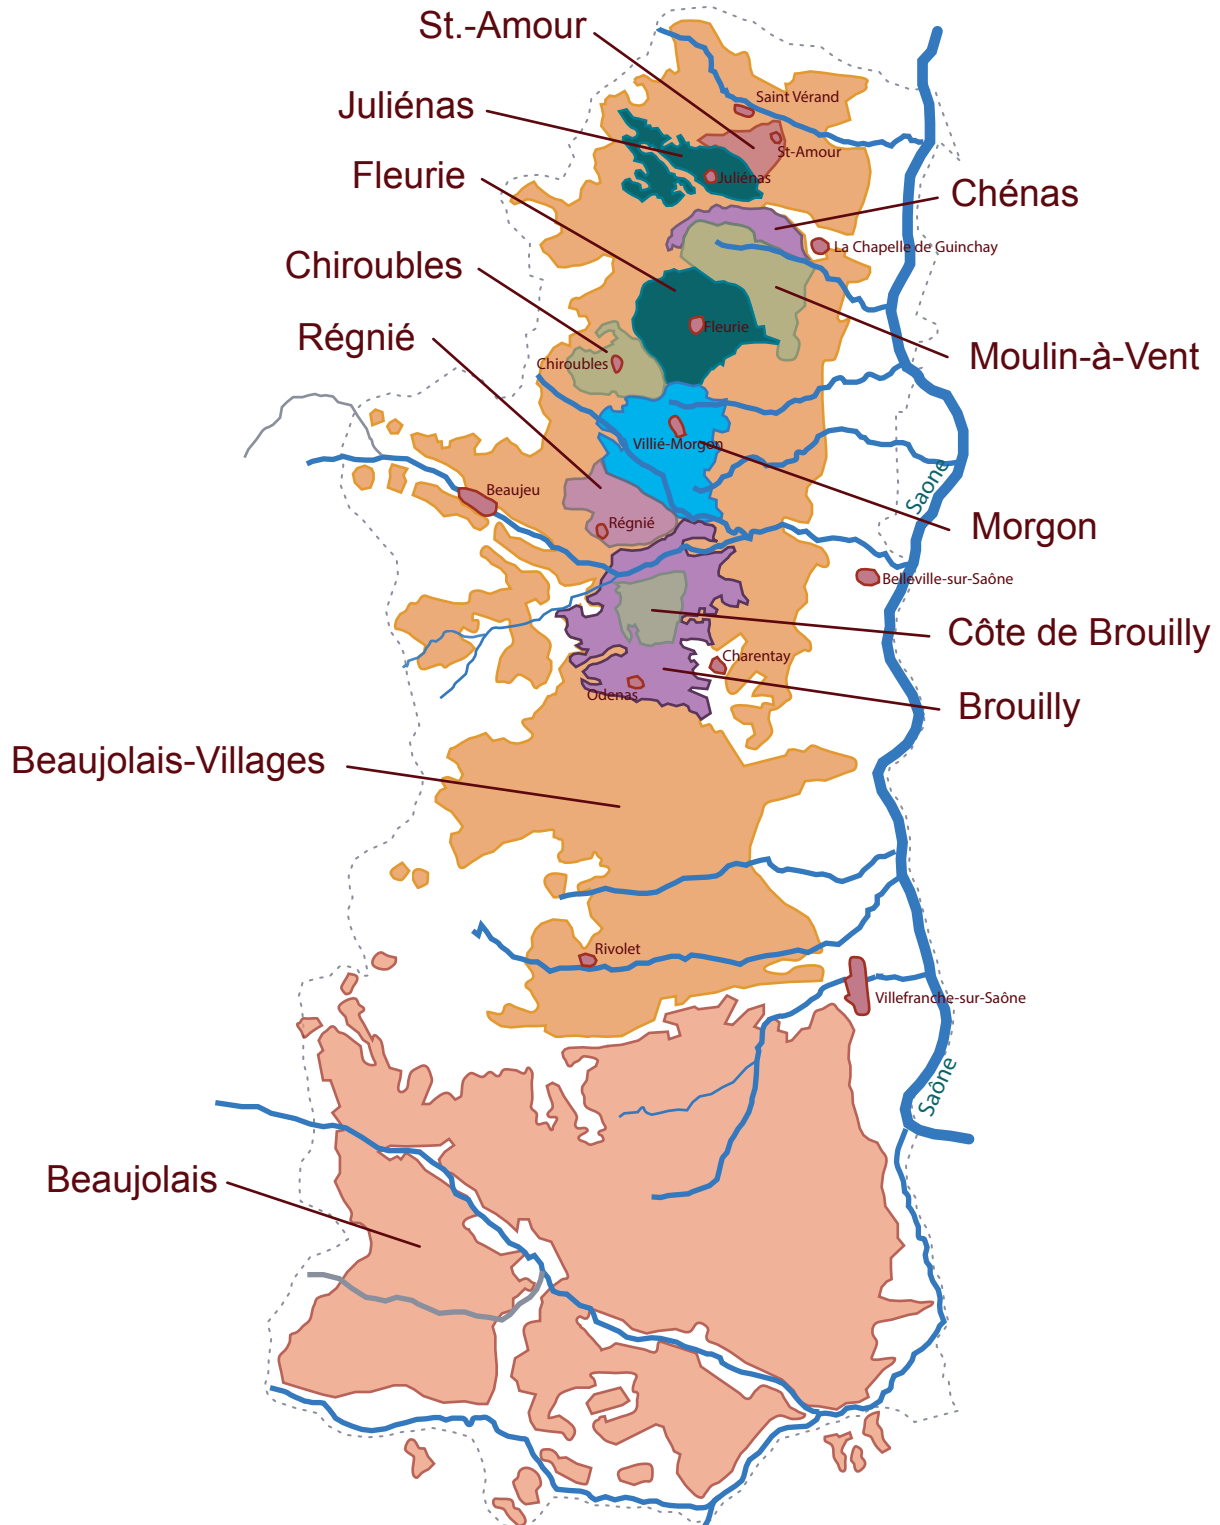 St.-Amour
Saint Vérand
Juliénas
St-Amour
Fleurie
Juliénas
Chénas
La Chapelle de Guinchay
Chiroubles
Régnié
Fleurie
Moulin-à-Vent
Chiroubles
Villié-Morgon
Saone
Beaujeu
Régnié
Morgon
Belleville-sur-Saône
Côte de Brouilly
Charentay
Odenas
Brouilly
Beaujolais-Villages
Rivolet
Villefranche-sur-Saône
Saône
Beaujolais